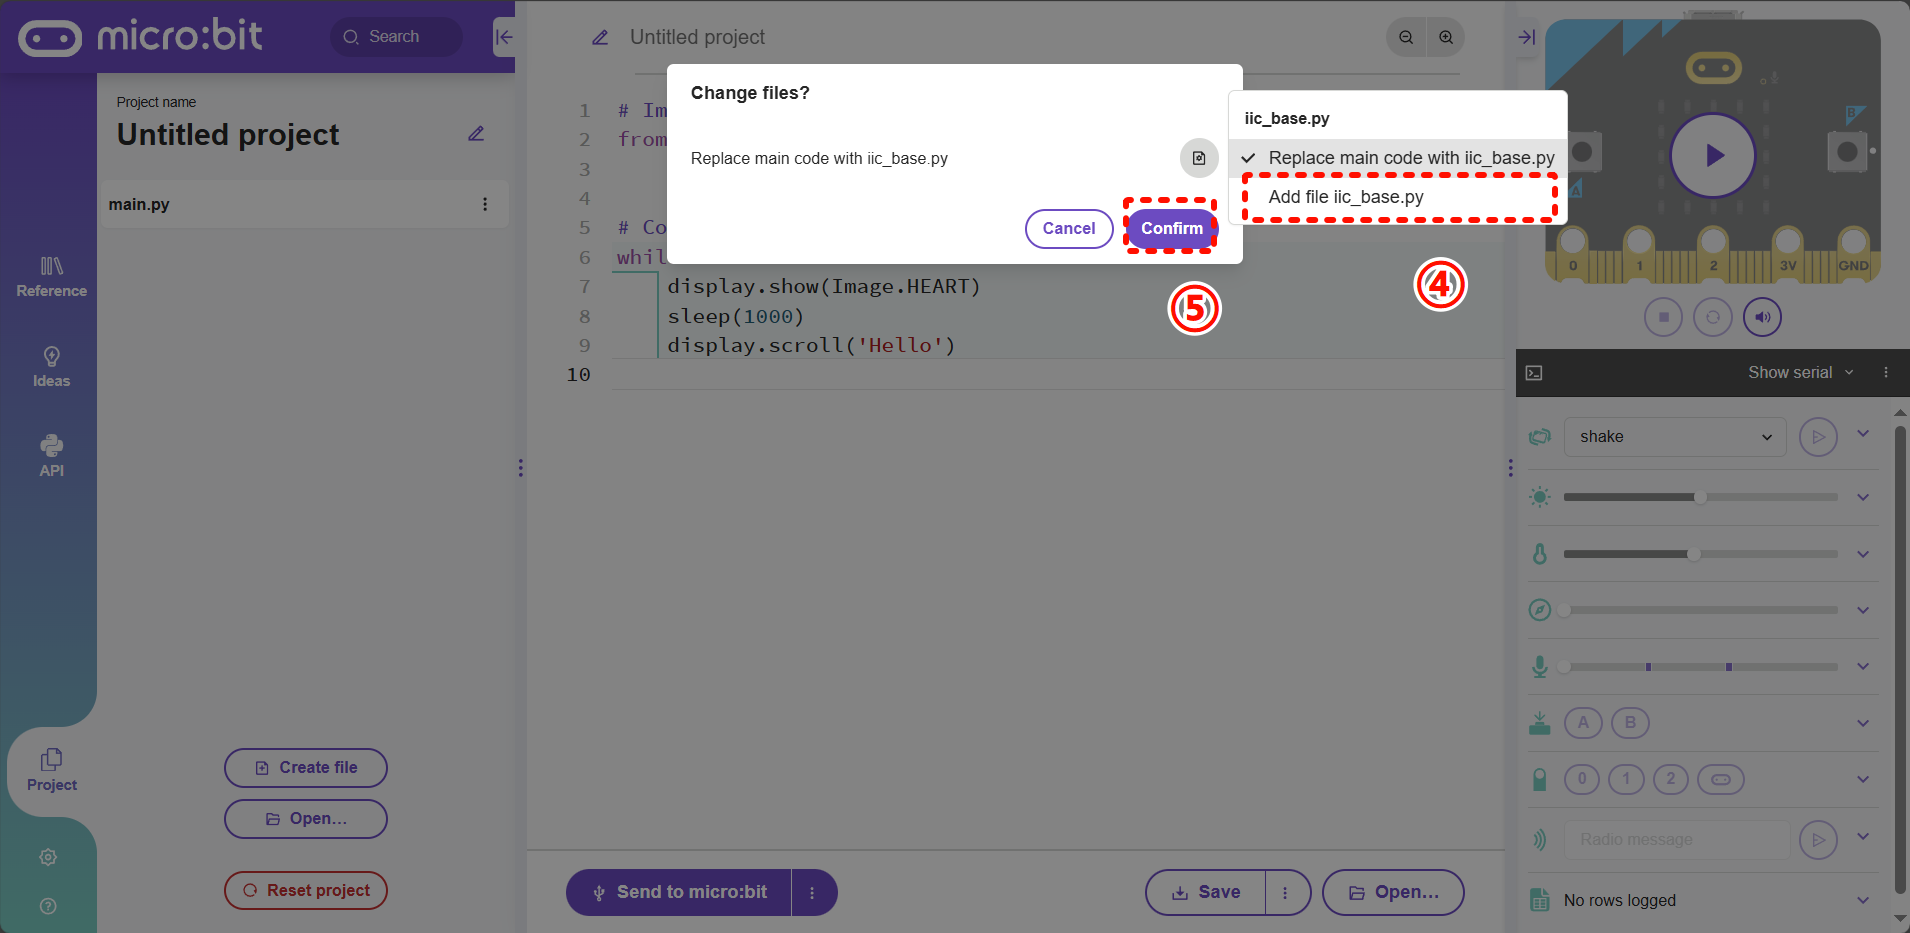 micro:bit
Search
Project name
Untitled project
main.py
Reference
Ideas
API
Project
Create file
Open...
Reset project
Untitled project
1 # Im
2 from
3
4
5 # Co
6 whil
7 display.show(Image.HEART)
8 sleep(1000)
9 display.scroll('Hello')
10
Change files?
Replace main code with iic_base.py
Cancel
Confirm
iic_base.py
Replace main code with iic_base.py
Add file iic_base.py
④
⑤
Send to micro:bit
Save
Open...
B
A
0 1 2 3V GND
Show serial
shake
A B
0 1 2
Radio message
No rows logged